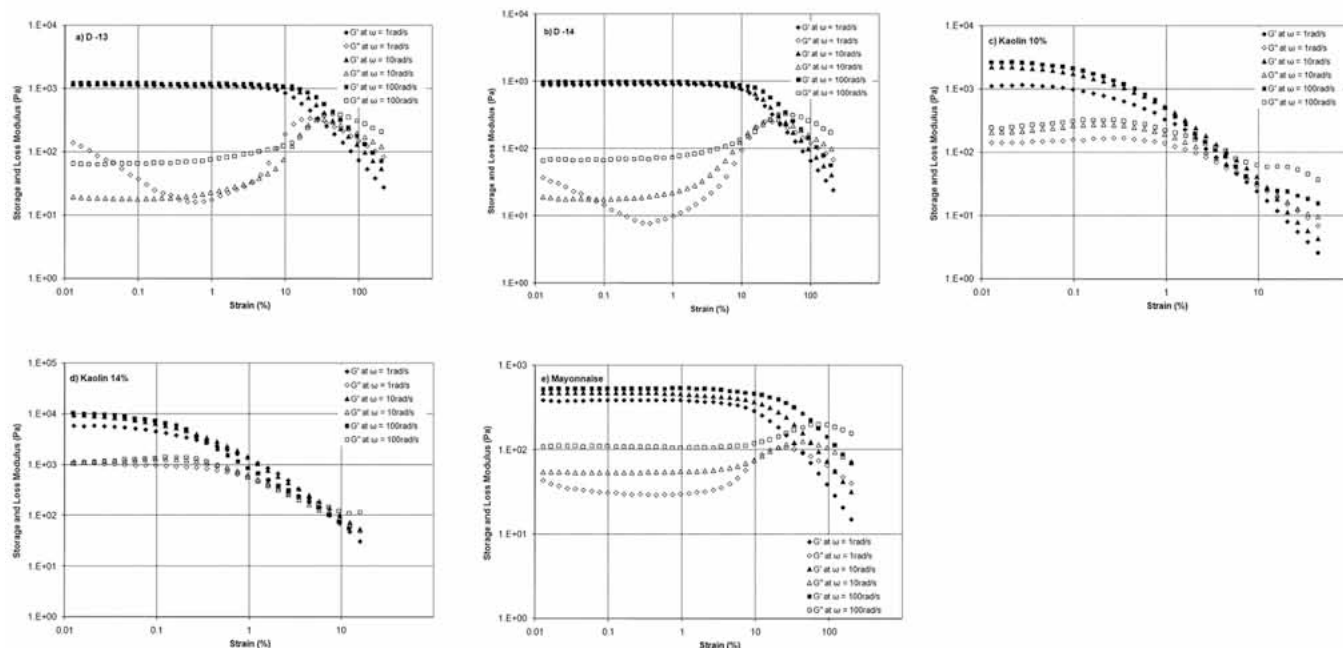 a) D -13
1.E+04
1.E+03
1.E+02
1.E+01
1.E+00
Storage and Loss Modulus (Pa)
0.01 0.1 1 10 100
Strain (%)
G' at ω = 1rad/s
G" at ω = 1rad/s
G' at ω = 10rad/s
G" at ω = 10rad/s
G' at ω = 100rad/s
G" at ω = 100rad/s
b) D -14
1.E+04
1.E+03
1.E+02
1.E+01
1.E+00
Storage and Loss Modulus (Pa)
0.01 0.1 1 10 100
Strain (%)
G' at ω = 1rad/s
G" at ω = 1rad/s
G' at ω = 10rad/s
G" at ω = 10rad/s
G' at ω = 100rad/s
G" at ω = 100rad/s
c) Kaolin 10%
1.E+04
1.E+03
1.E+02
1.E+01
1.E+00
Storage and Loss Modulus (Pa)
0.01 0.1 1 10
Strain (%)
G' at ω = 1rad/s
G" at ω = 1rad/s
G' at ω = 10rad/s
G" at ω = 10rad/s
G' at ω = 100rad/s
G" at ω = 100rad/s
d) Kaolin 14%
1.E+05
1.E+04
1.E+03
1.E+02
1.E+01
1.E+00
Storage and Loss Modulus (Pa)
0.01 0.1 1 10
Strain (%)
G' at ω = 1rad/s
G" at ω = 1rad/s
G' at ω = 10rad/s
G" at ω = 10rad/s
G' at ω = 100rad/s
G" at ω = 100rad/s
e) Mayonnaise
1.E+03
1.E+02
1.E+01
1.E+00
Storage and Loss Modulus (Pa)
0.01 0.1 1 10 100
Strain (%)
G' at ω = 1rad/s
G" at ω = 1rad/s
G' at ω = 10rad/s
G" at ω = 10rad/s
G' at ω = 100rad/s
G" at ω = 100rad/s